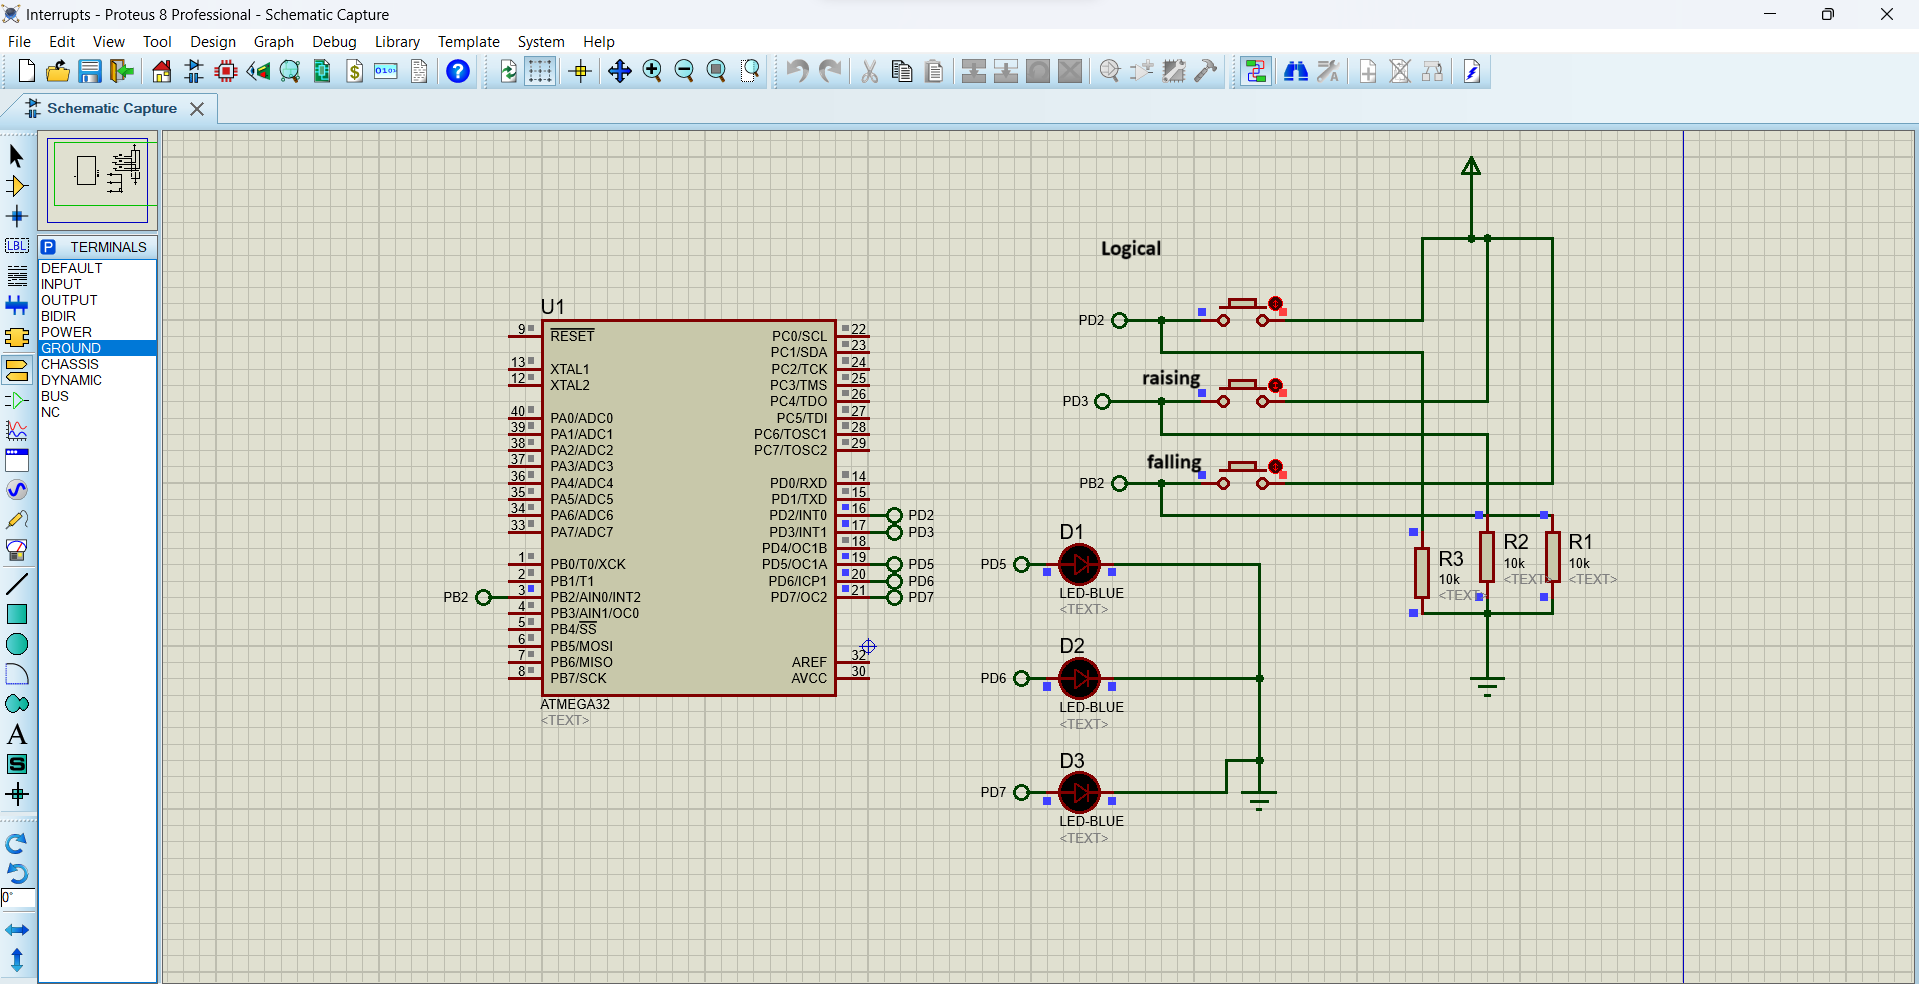 Interrupts - Proteus 8 Professional - Schematic Capture
File Edit View Tool Design Graph Debug Library Template System Help
Schematic Capture
LBL
P TERMINALS
DEFAULT
INPUT
OUTPUT
BIDIR
POWER
GROUND
CHASSIS
DYNAMIC
BUS
NC
A
S
0°
U1
9 RESET
13 XTAL1
12 XTAL2
40 PA0/ADC0
39 PA1/ADC1
38 PA2/ADC2
37 PA3/ADC3
36 PA4/ADC4
35 PA5/ADC5
34 PA6/ADC6
33 PA7/ADC7
1 PB0/T0/XCK
2 PB1/T1
PB2 3 PB2/AIN0/INT2
4 PB3/AIN1/OC0
5 PB4/SS
6 PB5/MOSI
7 PB6/MISO
8 PB7/SCK
PC0/SCL 22
PC1/SDA 23
PC2/TCK 24
PC3/TMS 25
PC4/TDO 26
PC5/TDI 27
PC6/TOSC1 28
PC7/TOSC2 29
PD0/RXD 14
PD1/TXD 15
PD2/INT0 16 PD2
PD3/INT1 17 PD3
PD4/OC1B 18
PD5/OC1A 19 PD5
PD6/ICP1 20 PD6
PD7/OC2 21 PD7
AREF 32
AVCC 30
ATMEGA32
<TEXT>
Logical
PD2
raising
PD3
falling
PB2
D1
PD5
LED-BLUE
<TEXT>
D2
PD6
LED-BLUE
<TEXT>
D3
PD7
LED-BLUE
<TEXT>
R3
10k
<TEXT>
R2
10k
<TEXT>
R1
10k
<TEXT>